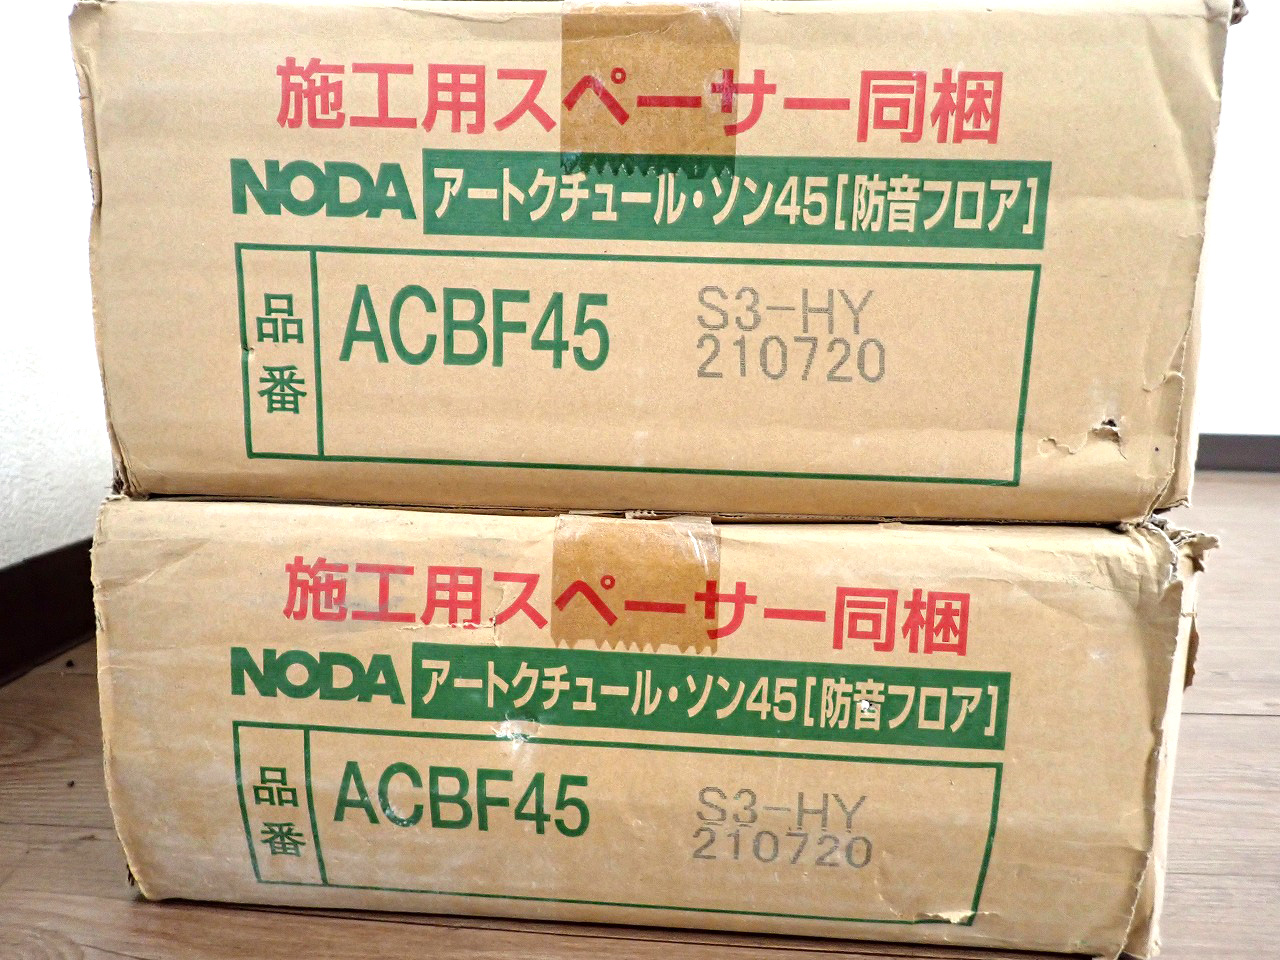 施工用スペーサー同梱
NODA アートクチュール・ソン45[防音フロア]
品番 ACBF45 S3-HY
210720
施工用スペーサー同梱
NODA アートクチュール・ソン45[防音フロア]
品番 ACBF45 S3-HY
210720